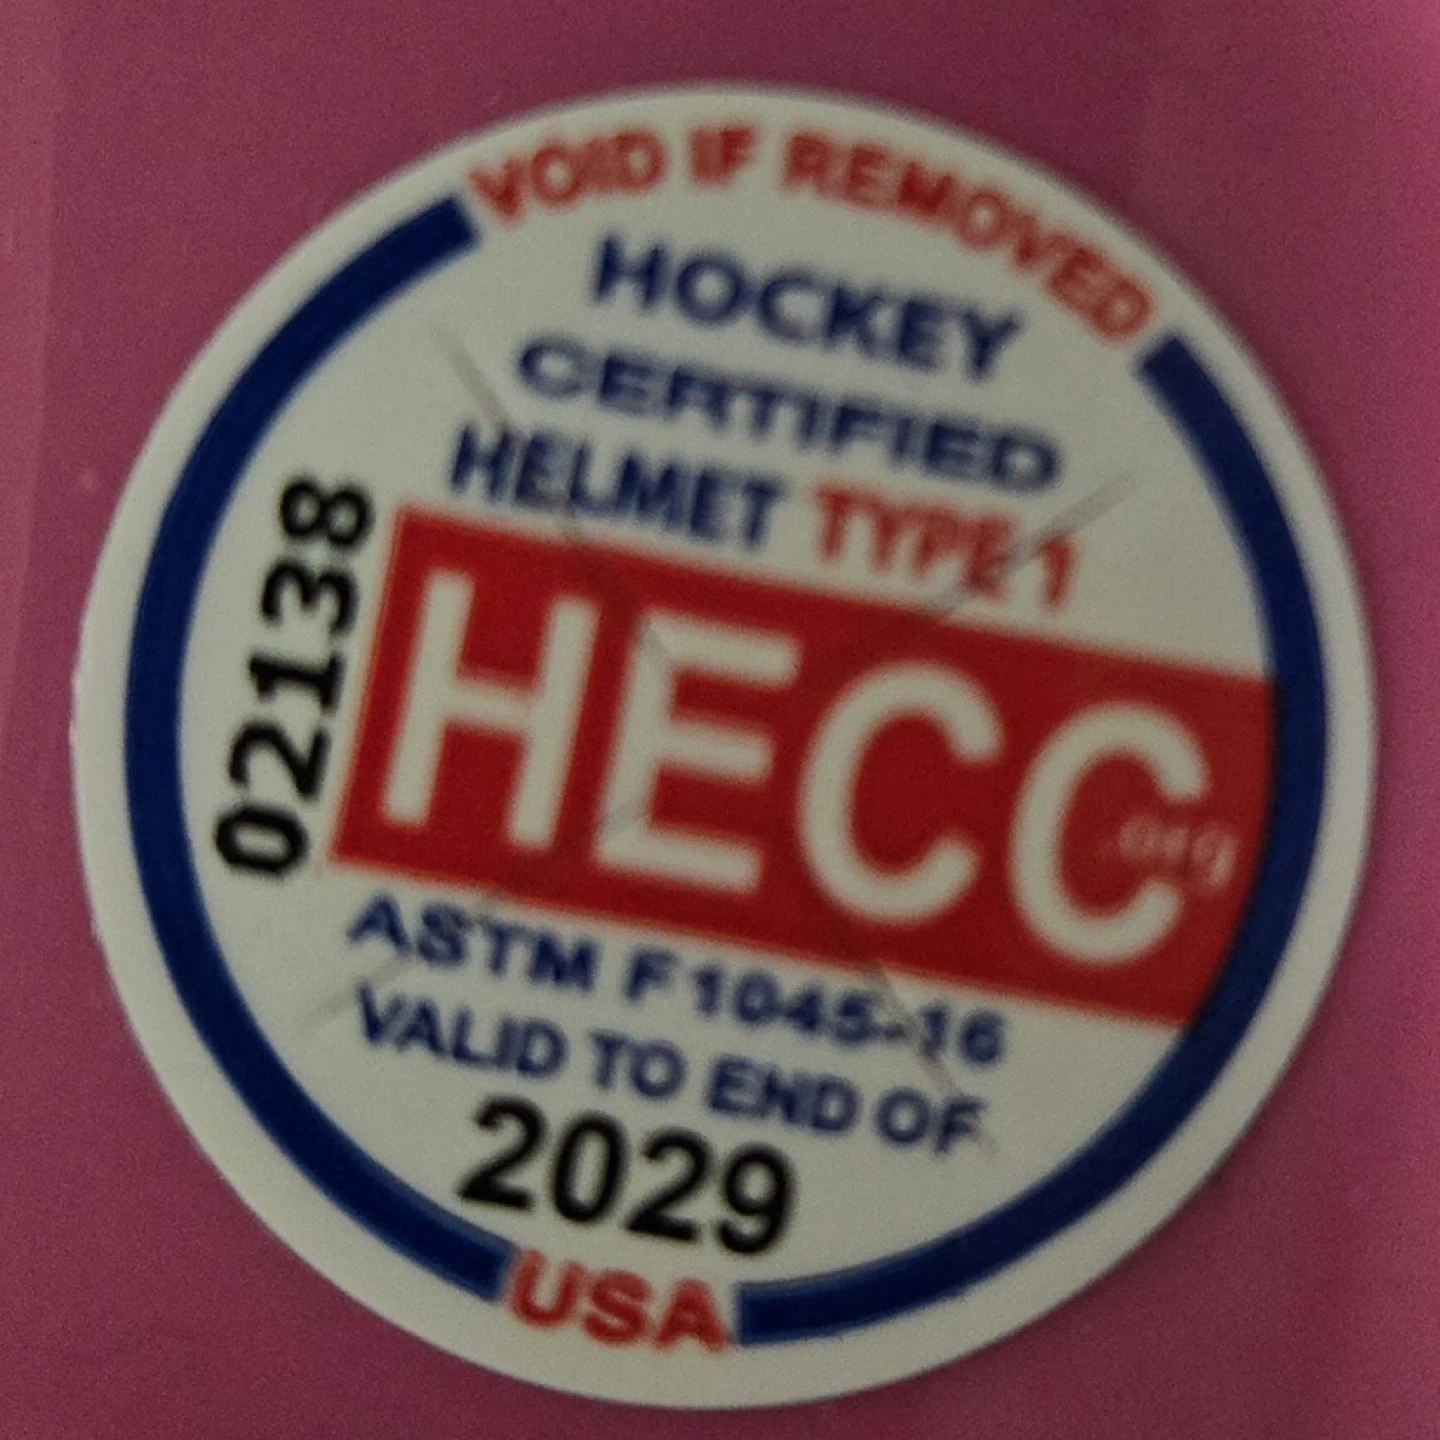 VOID IF REMOVED
HOCKEY
CERTIFIED
HELMET TYPE 1
02138
HECC.org
ASTM F 1045-16
VALID TO END OF
2029
USA